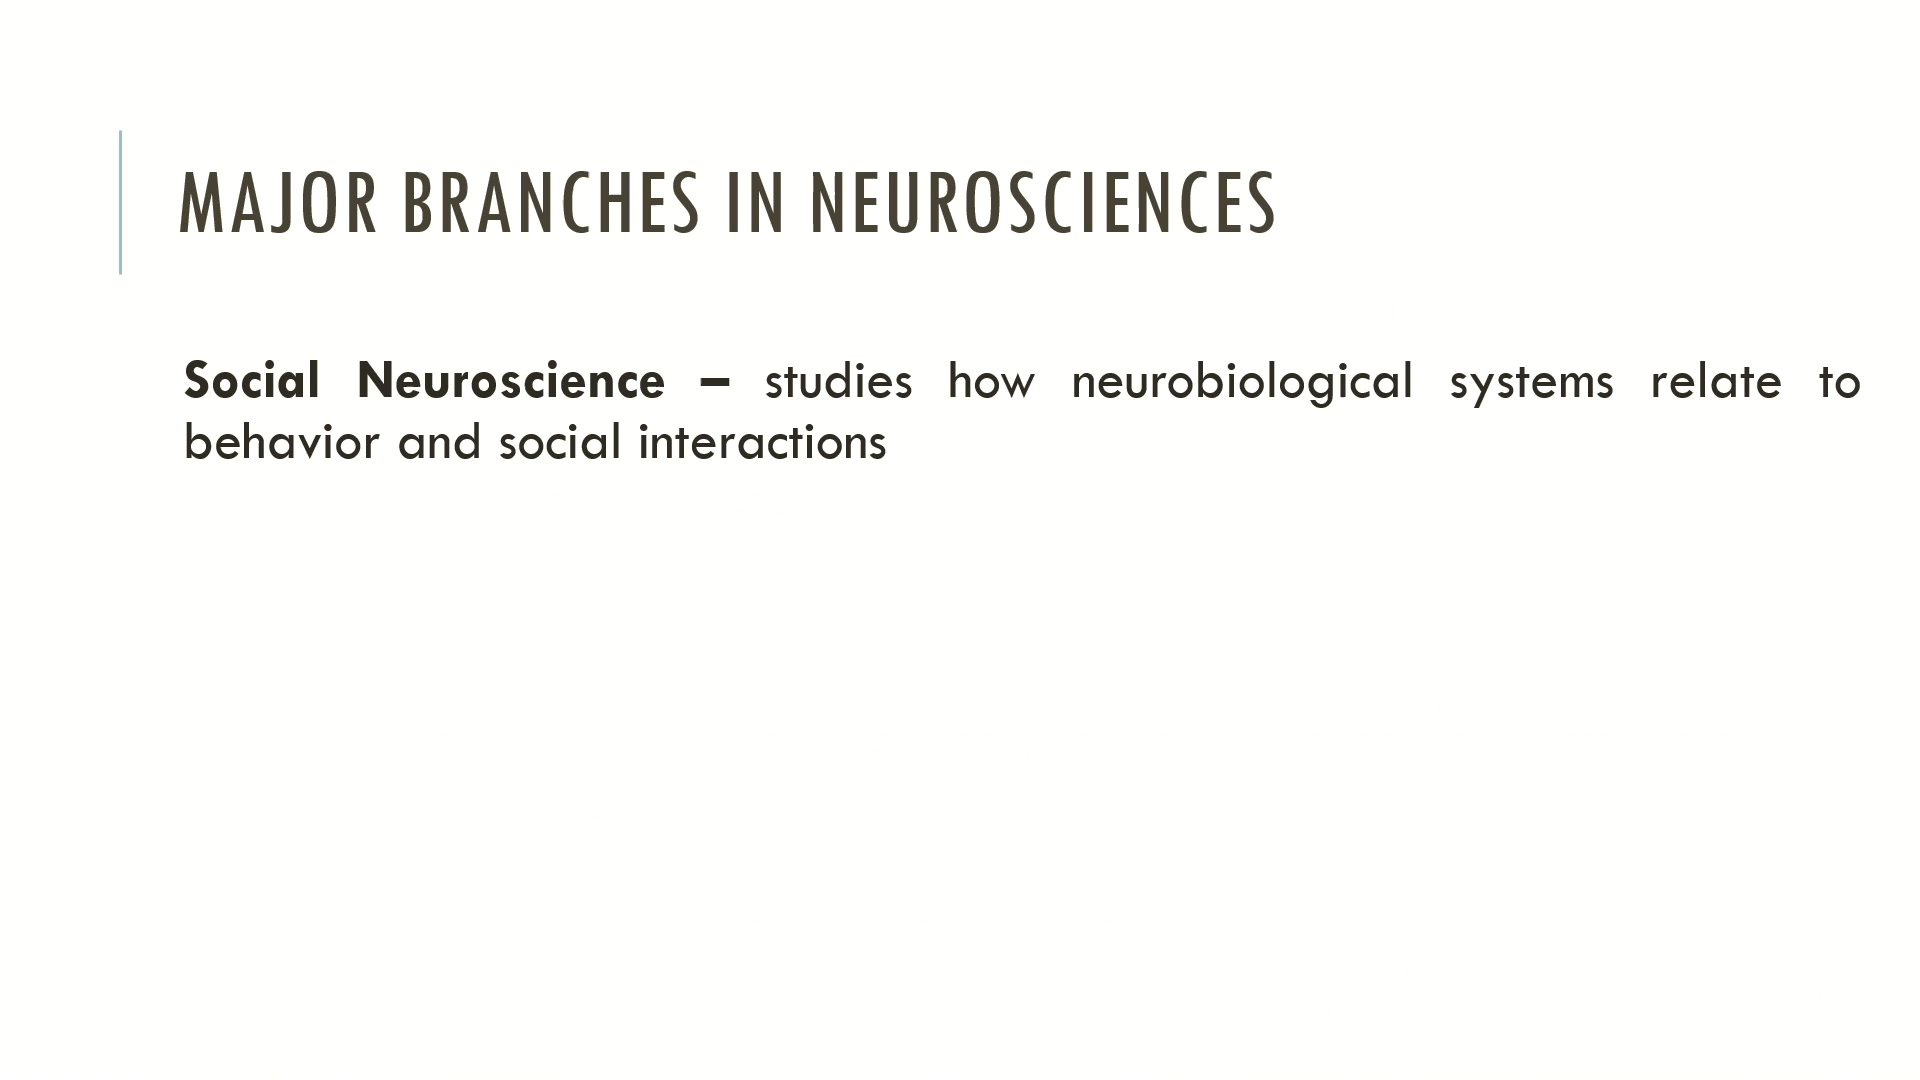 MAJOR BRANCHES IN NEUROSCIENCES
Social Neuroscience – studies how neurobiological systems relate to
behavior and social interactions